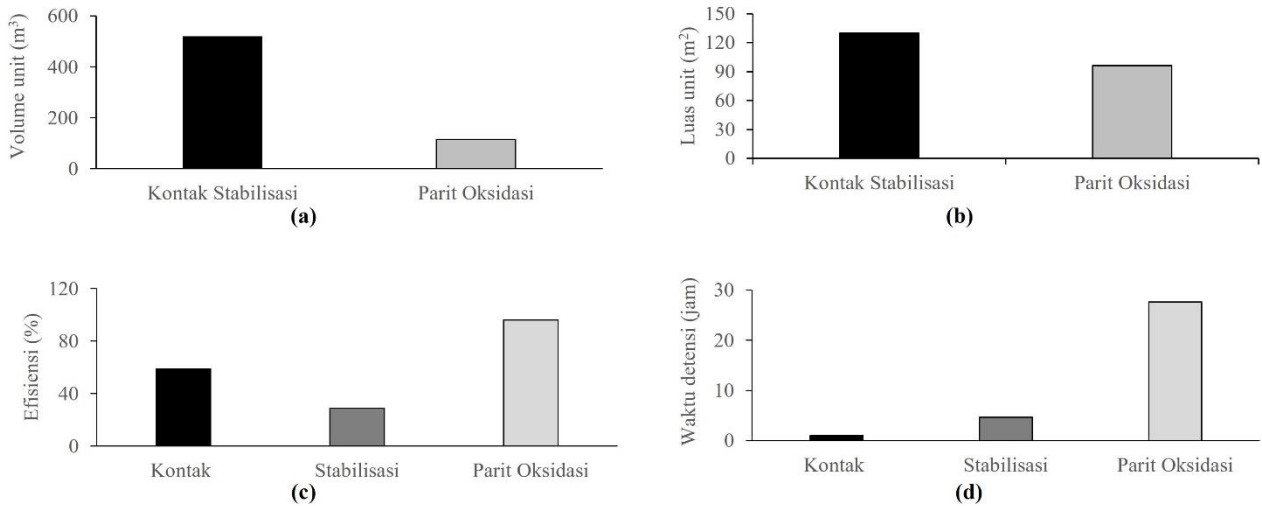 Volume unit (m³)
600
400
200
0
Kontak Stabilisasi Parit Oksidasi
(a)
Luas unit (m²)
150
120
90
60
30
0
Kontak Stabilisasi Parit Oksidasi
(b)
Efisiensi (%)
120
80
40
0
Kontak Stabilisasi Parit Oksidasi
(c)
Waktu detensi (jam)
30
20
10
0
Kontak Stabilisasi Parit Oksidasi
(d)